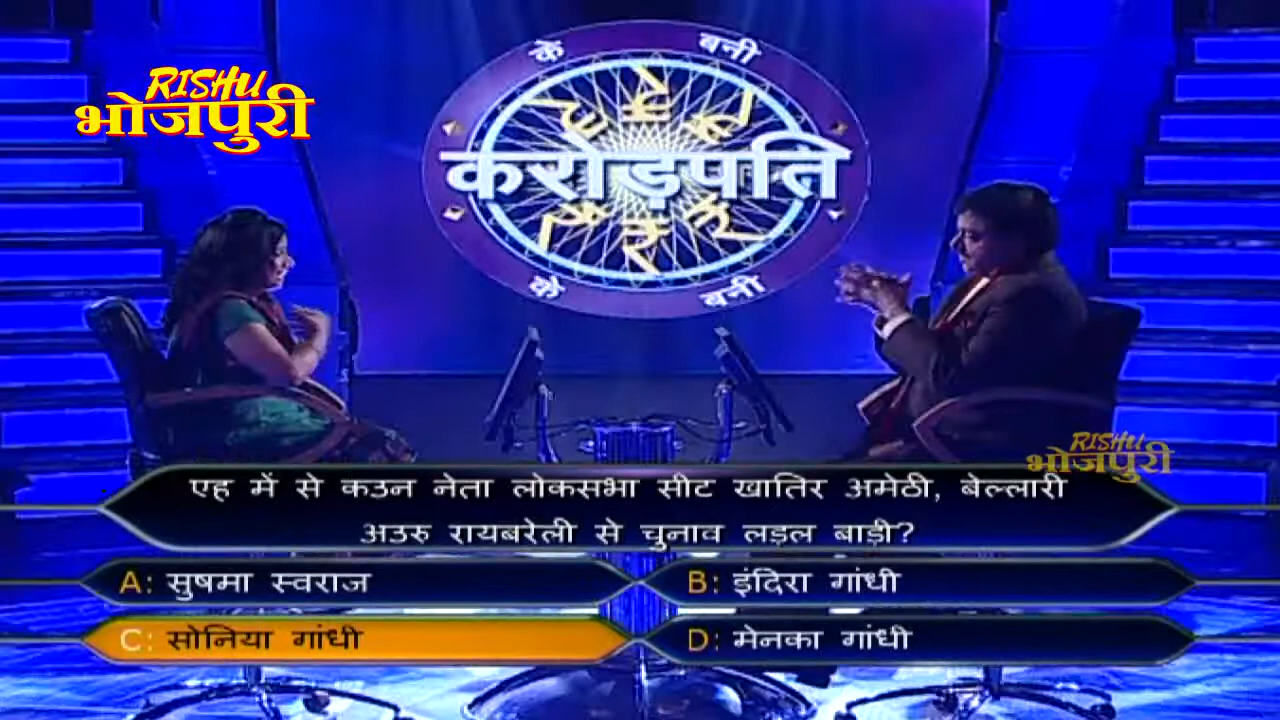 RISHU
भोजपुरी
के बनी
करोड़पति
के बनी
RISHU
भोजपुरी
एह में से कउन नेता लोकसभा सीट खातिर अमेठी, बेल्लारी
अउरु रायबरेली से चुनाव लड़ल बाड़ी?
A: सुषमा स्वराज
B: इंदिरा गांधी
C: सोनिया गांधी
D: मेनका गांधी